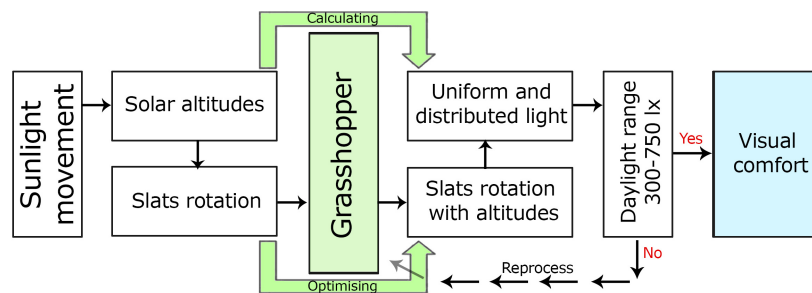 Calculating
Sunlight
movement
Solar altitudes
Slats rotation
Grasshopper
Uniform and
distributed light
Slats rotation
with altitudes
Daylight range
300-750 lx
Yes
Visual
comfort
No
Reprocess
Optimising